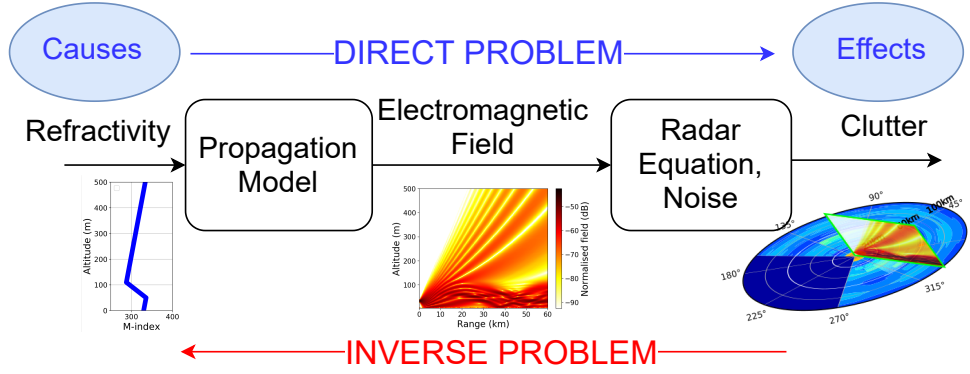 Causes
DIRECT PROBLEM
Effects
Refractivity
Propagation
Model
Electromagnetic
Field
Radar
Equation,
Noise
Clutter
500
400
300
200
100
0
Altitude (m)
300
400
M-index
500
400
300
200
100
Altitude (m)
0
10
20
30
40
50
60
Range (km)
−50
−60
−70
−80
−90
Normalised field (dB)
90°
45°
100km
135°
180°
225°
270°
315°
INVERSE PROBLEM